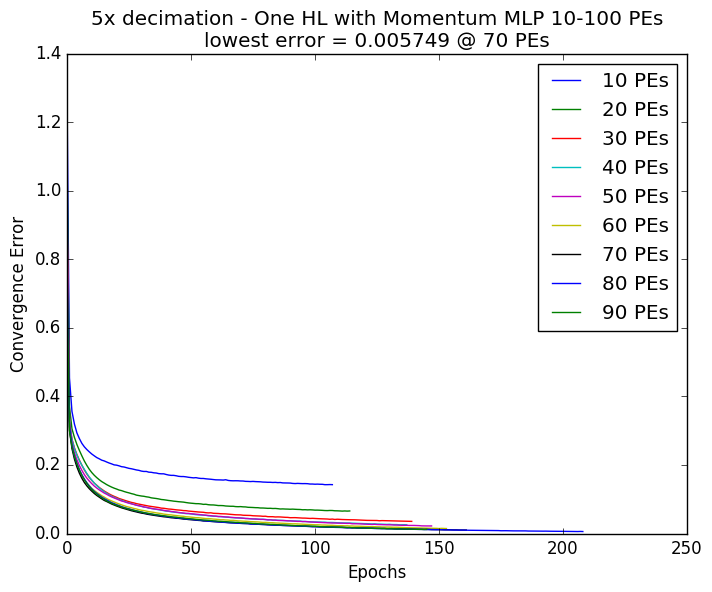 5x decimation - One HL with Momentum MLP 10-100 PEs
lowest error = 0.005749 @ 70 PEs
1.4
1.2
1.0
0.8
0.6
0.4
0.2
0.0
Convergence Error
10 PEs
20 PEs
30 PEs
40 PEs
50 PEs
60 PEs
70 PEs
80 PEs
90 PEs
0 50 100 150 200 250
Epochs